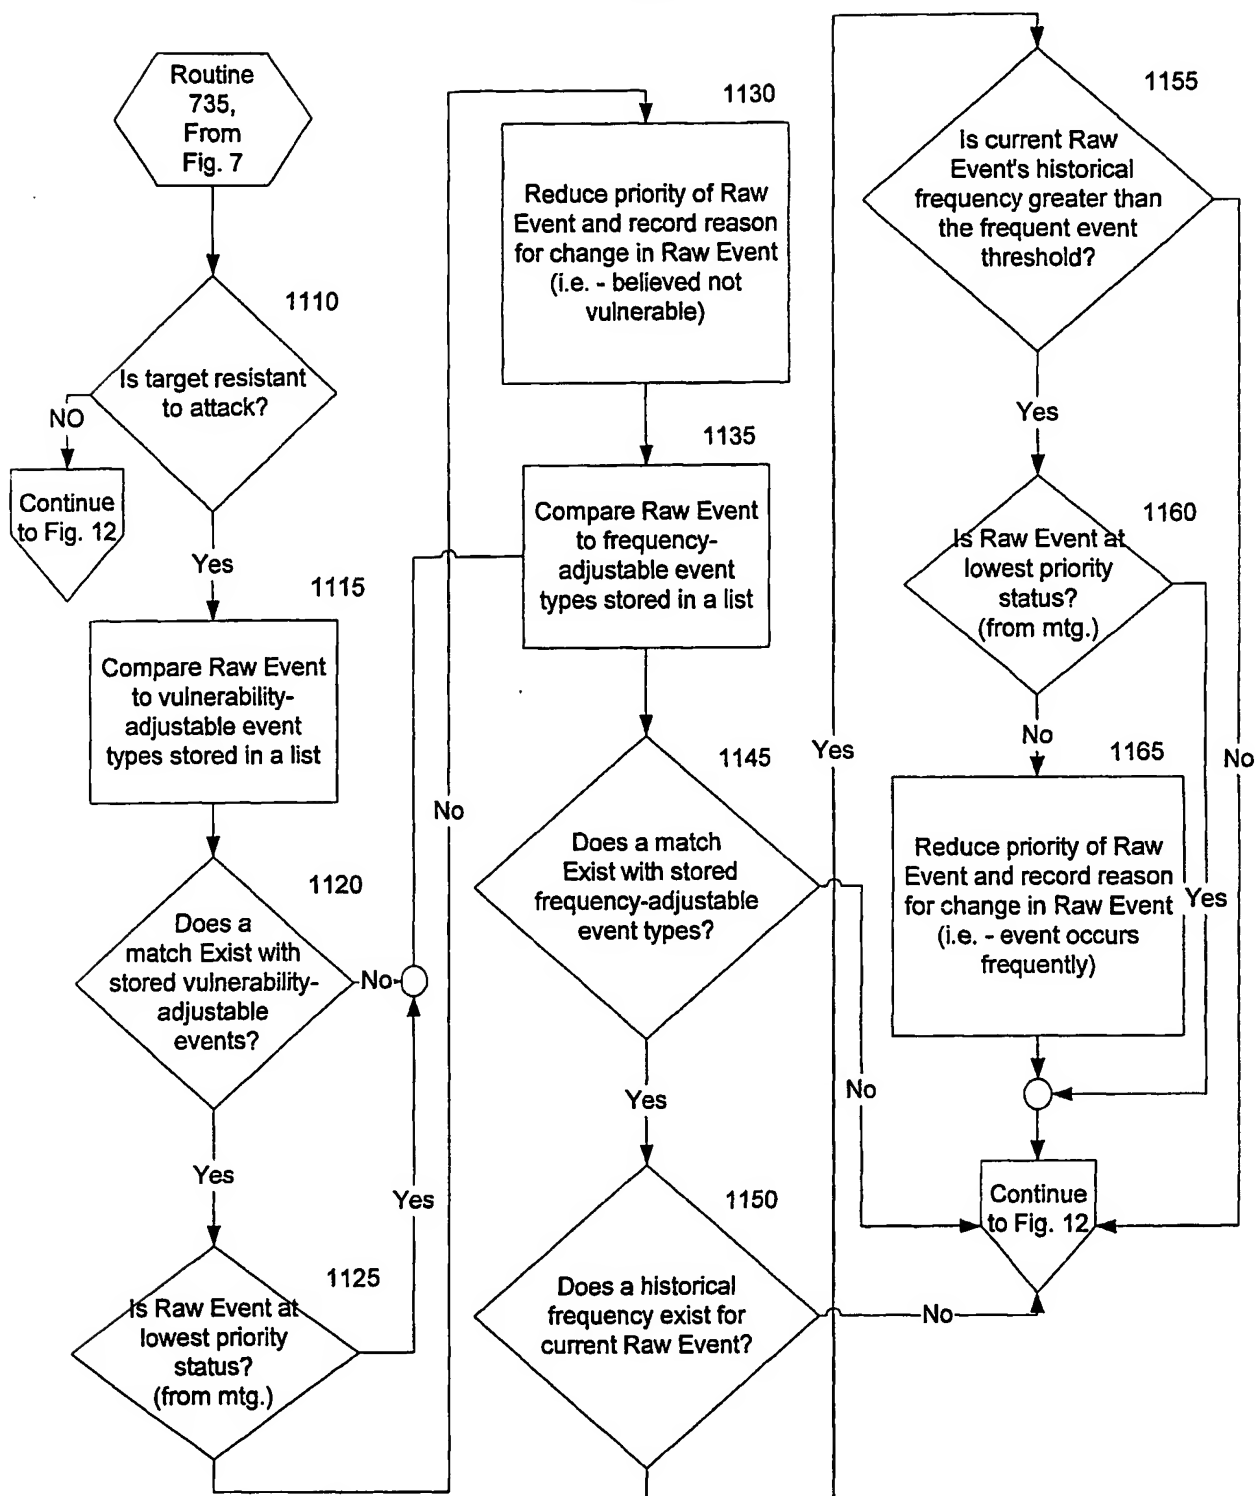 Routine
735,
From
Fig. 7
1110
Is target resistant
to attack?
NO
Continue
to Fig. 12
Yes
1115
Compare Raw Event
to vulnerability-
adjustable event
types stored in a list
1120
Does a
match Exist with
stored vulnerability-
adjustable
events?
No
Yes
Yes
1125
Is Raw Event at
lowest priority
status?
(from mtg.)
No
1130
Reduce priority of Raw
Event and record reason
for change in Raw Event
(i.e. - believed not
vulnerable)
1135
Compare Raw Event
to frequency-
adjustable event
types stored in a list
1145
Does a match
Exist with stored
frequency-adjustable
event types?
No
Yes
1150
Does a historical
frequency exist for
current Raw Event?
No
Yes
1155
Is current Raw
Event's historical
frequency greater than
the frequent event
threshold?
Yes
No
1160
Is Raw Event at
lowest priority
status?
(from mtg.)
No
Yes
1165
Reduce priority of Raw
Event and record reason
for change in Raw Event
(i.e. - event occurs
frequently)
Continue
to Fig. 12